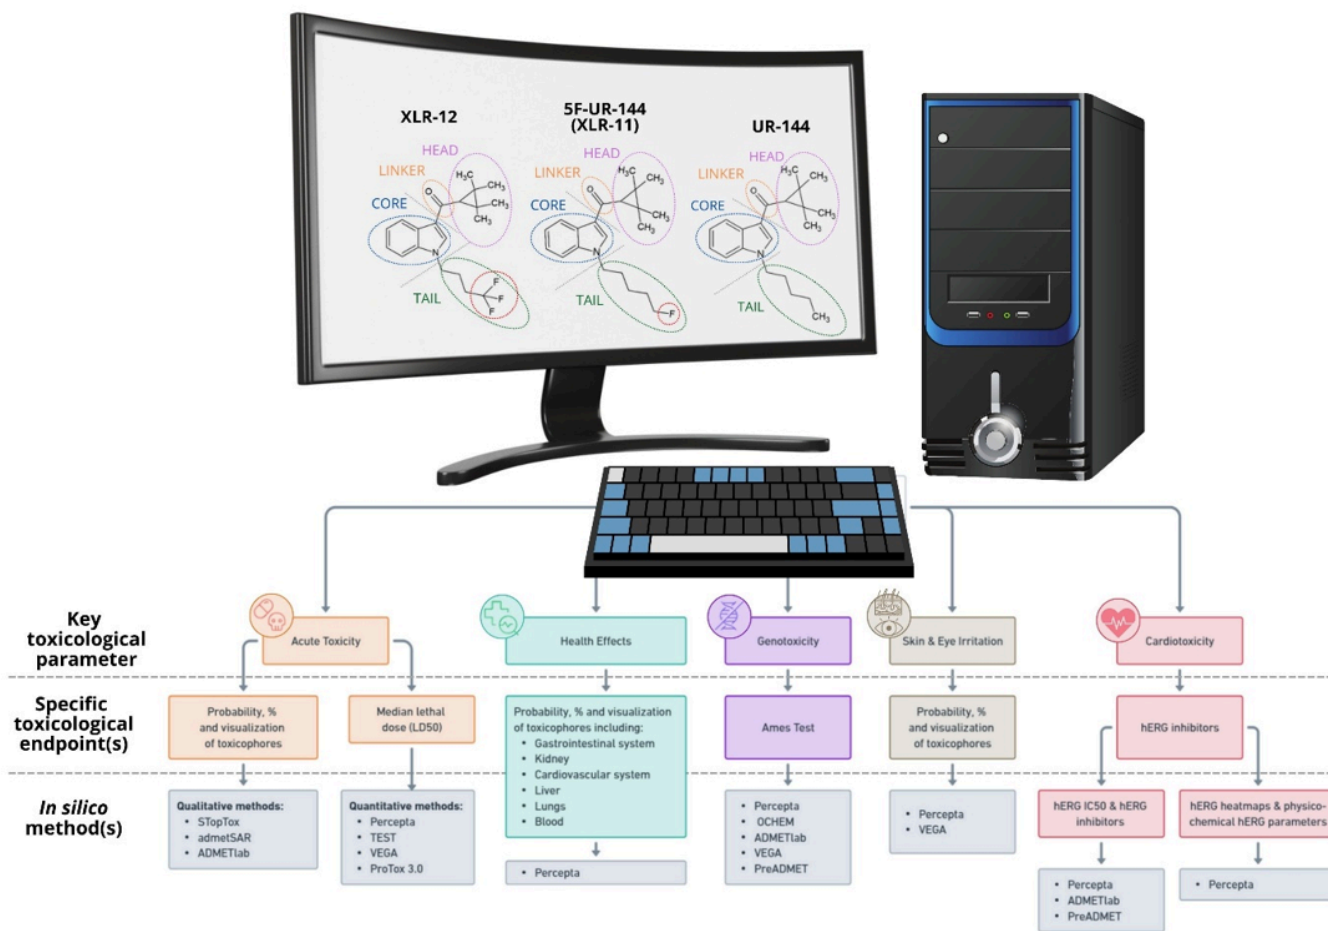 XLR-12
5F-UR-144
(XLR-11)
UR-144
HEAD
LINKER
CORE
TAIL
O
H₃C
CH₃
CH₃
CH₃
N
F
F
F
HEAD
LINKER
CORE
TAIL
O
H₃C
CH₃
CH₃
CH₃
N
F
HEAD
LINKER
CORE
TAIL
O
H₃C
CH₃
CH₃
CH₃
N
CH₃
Key
toxicological
parameter
Acute Toxicity
Health Effects
Genotoxicity
Skin & Eye Irritation
Cardiotoxicity
Specific
toxicological
endpoint(s)
Probability, %
and visualization
of toxicophores
Median lethal
dose (LD50)
Probability, % and visualization
of toxicophores including:
• Gastrointestinal system
• Kidney
• Cardiovascular system
• Liver
• Lungs
• Blood
Ames Test
Probability, %
and visualization
of toxicophores
hERG inhibitors
In silico
method(s)
Qualitative methods:
• STopTox
• admetSAR
• ADMETlab
Quantitative methods:
• Percepta
• TEST
• VEGA
• ProTox 3.0
• Percepta
• Percepta
• OCHEM
• ADMETlab
• VEGA
• PreADMET
• Percepta
• VEGA
hERG IC50 & hERG
inhibitors
• Percepta
• ADMETlab
• PreADMET
hERG heatmaps & physico-
chemical hERG parameters
• Percepta